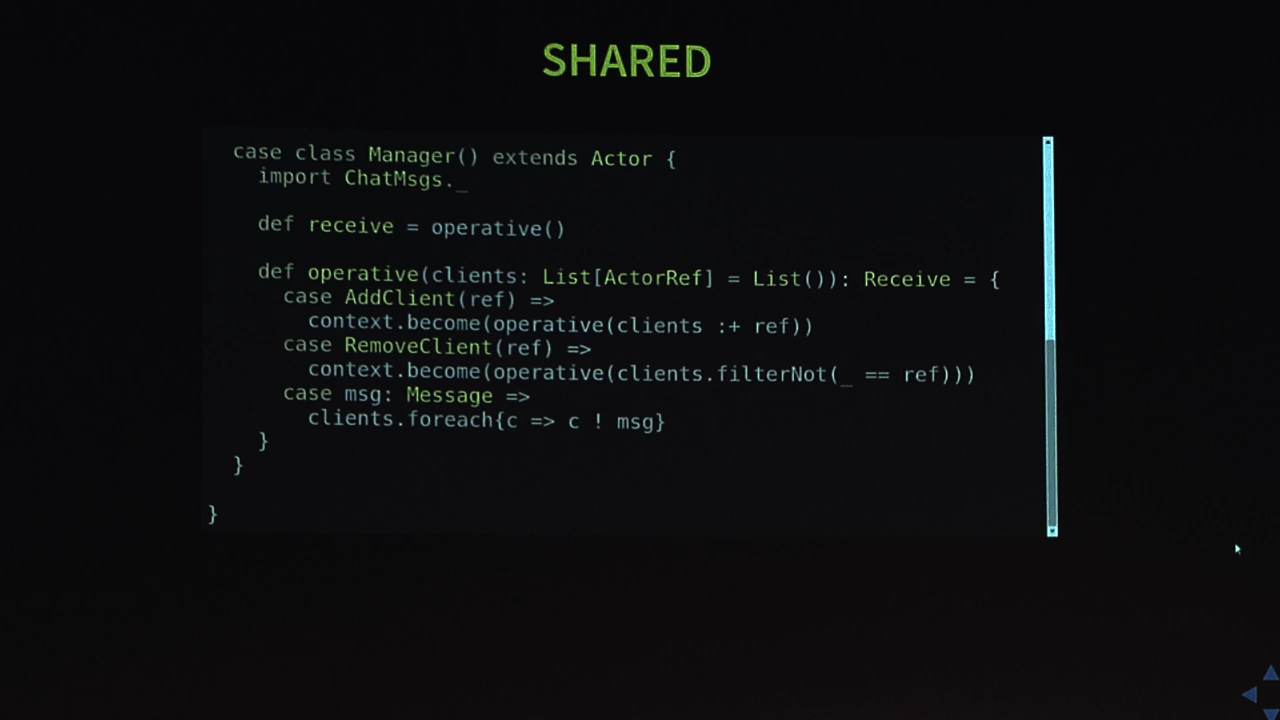 SHARED
case class Manager() extends Actor {
import ChatMsgs._
def receive = operative()
def operative(clients: List[ActorRef] = List()): Receive = {
case AddClient(ref) =>
context.become(operative(clients :+ ref))
case RemoveClient(ref) =>
context.become(operative(clients.filterNot(_ == ref)))
case msg: Message =>
clients.foreach{c => c ! msg}
}
}
}